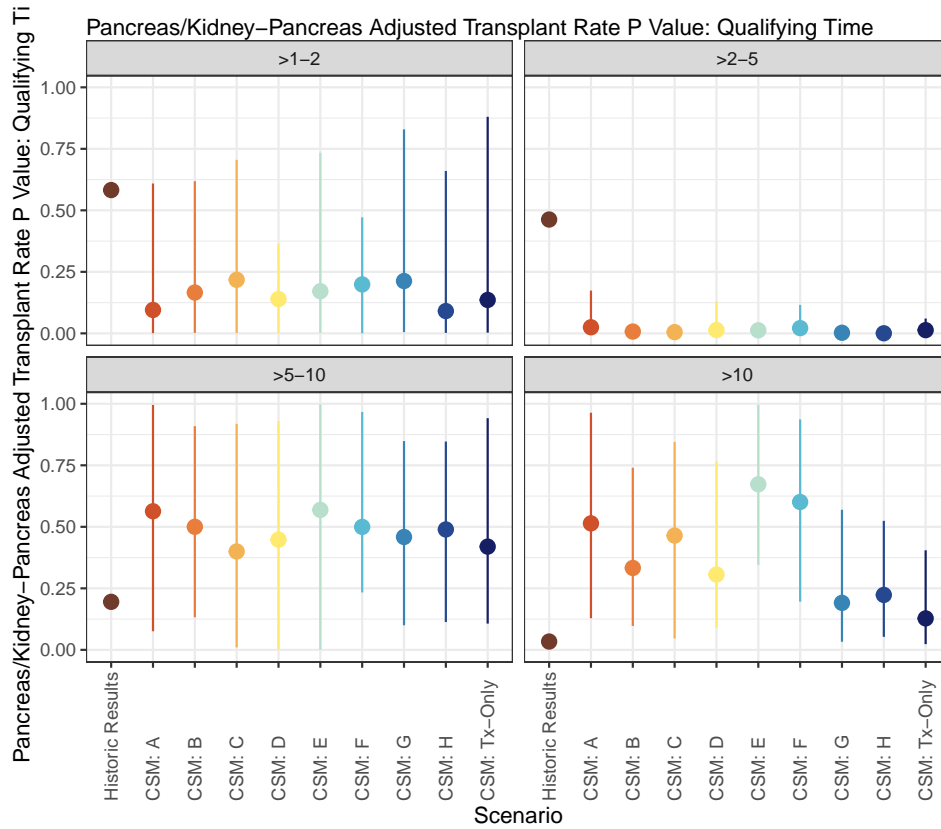 Pancreas/Kidney−Pancreas Adjusted Transplant Rate P Value: Qualifying Time
Pancreas/Kidney−Pancreas Adjusted Transplant Rate P Value: Qualifying Ti
>1−2
>2−5
1.00
0.75
0.50
0.25
0.00
>5−10
>10
1.00
0.75
0.50
0.25
0.00
Historic Results
CSM: A
CSM: B
CSM: C
CSM: D
CSM: E
CSM: F
CSM: G
CSM: H
CSM: Tx−Only
Historic Results
CSM: A
CSM: B
CSM: C
CSM: D
CSM: E
CSM: F
CSM: G
CSM: H
CSM: Tx−Only
Scenario